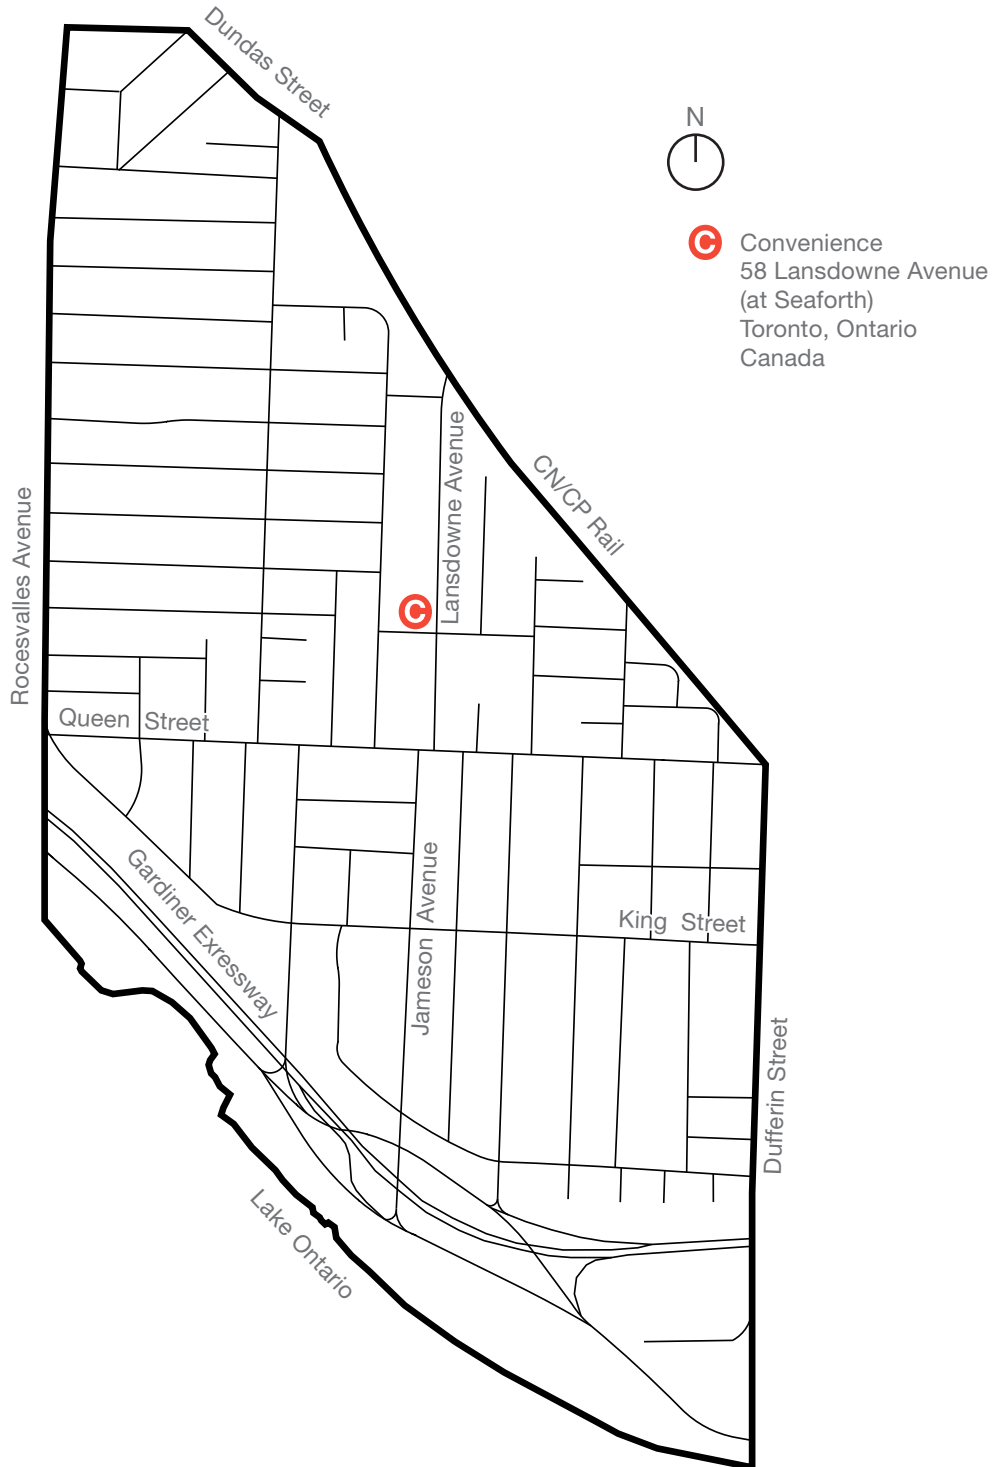 Dundas Street
N
C Convenience
58 Lansdowne Avenue
(at Seaforth)
Toronto, Ontario
Canada
Lansdowne Avenue
CN/CP Rail
Rocesvalles Avenue
C
Queen Street
Gardiner Exressway
Jameson Avenue
King Street
Dufferin Street
Lake Ontario